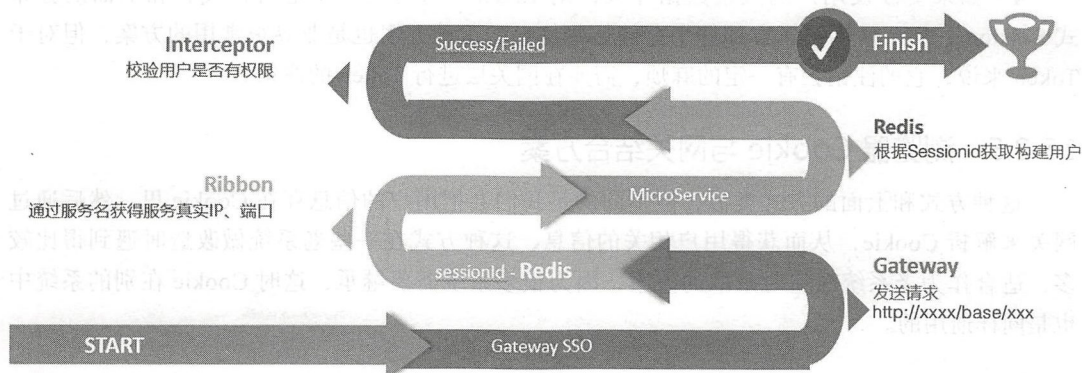 Interceptor
校验用户是否有权限
Success/Failed
Finish
Redis
根据Sessionid获取构建用户
Ribbon
通过服务名获得服务真实IP、端口
MicroService
sessionId - Redis
Gateway
发送请求
http://xxxx/base/xxx
START
Gateway SSO